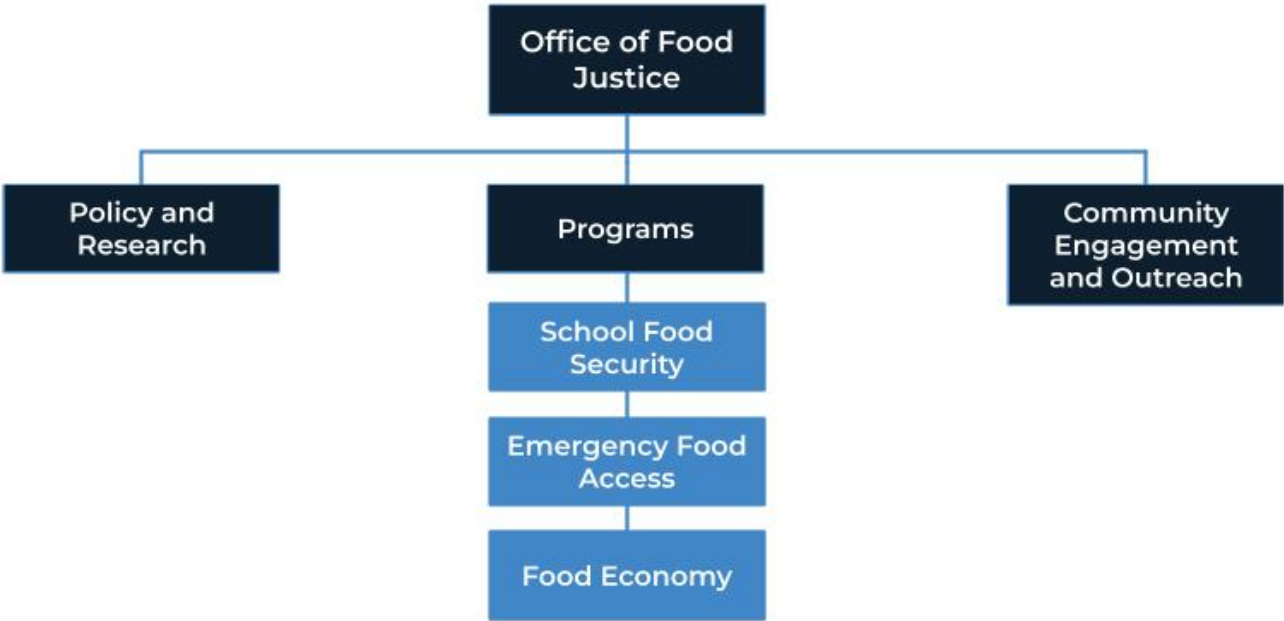 Office of Food
Justice
Policy and
Research
Programs
Community
Engagement
and Outreach
School Food
Security
Emergency Food
Access
Food Economy